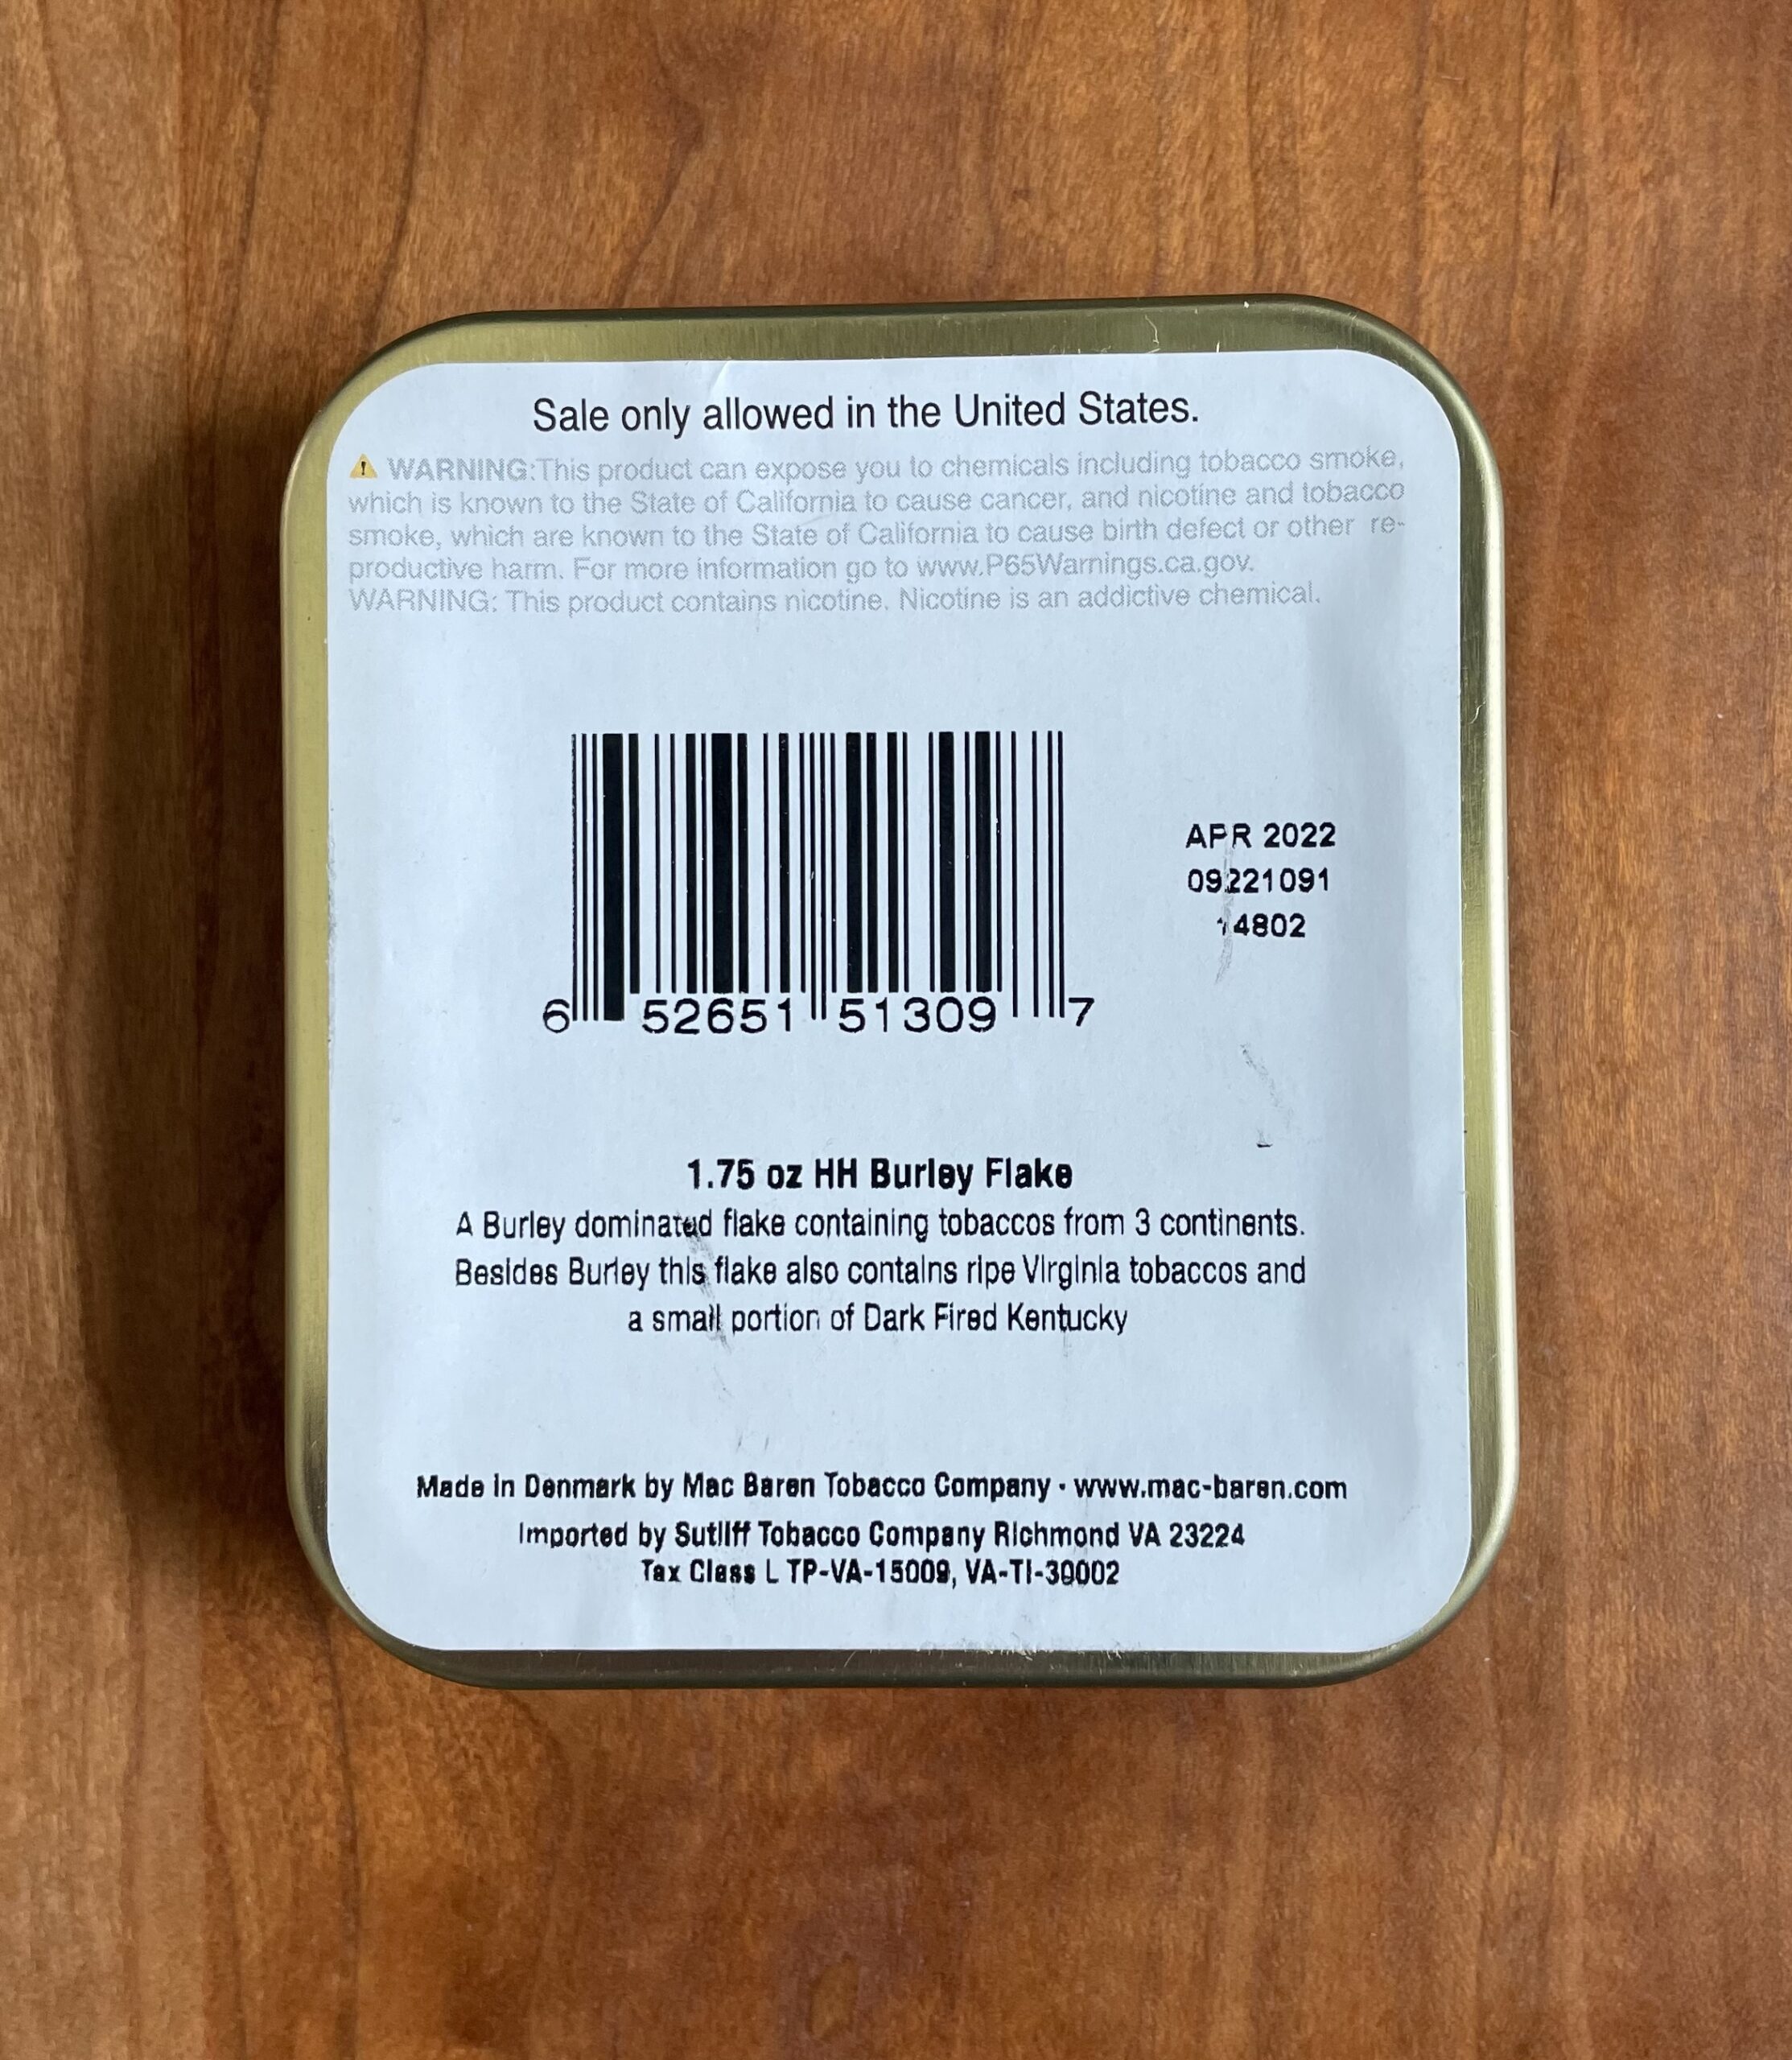 Sale only allowed in the United States.
⚠ WARNING:This product can expose you to chemicals including tobacco smoke,
which is known to the State of California to cause cancer, and nicotine and tobacco
smoke, which are known to the State of California to cause birth defect or other re-
productive harm. For more information go to www.P65Warnings.ca.gov.
WARNING: This product contains nicotine. Nicotine is an addictive chemical.
APR 2022
09221091
14802
6 52651 51309 7
1.75 oz HH Burley Flake
A Burley dominated flake containing tobaccos from 3 continents.
Besides Burley this flake also contains ripe Virginia tobaccos and
a small portion of Dark Fired Kentucky
Made in Denmark by Mac Baren Tobacco Company · www.mac-baren.com
Imported by Sutliff Tobacco Company Richmond VA 23224
Tax Class L TP-VA-15009, VA-TI-30002